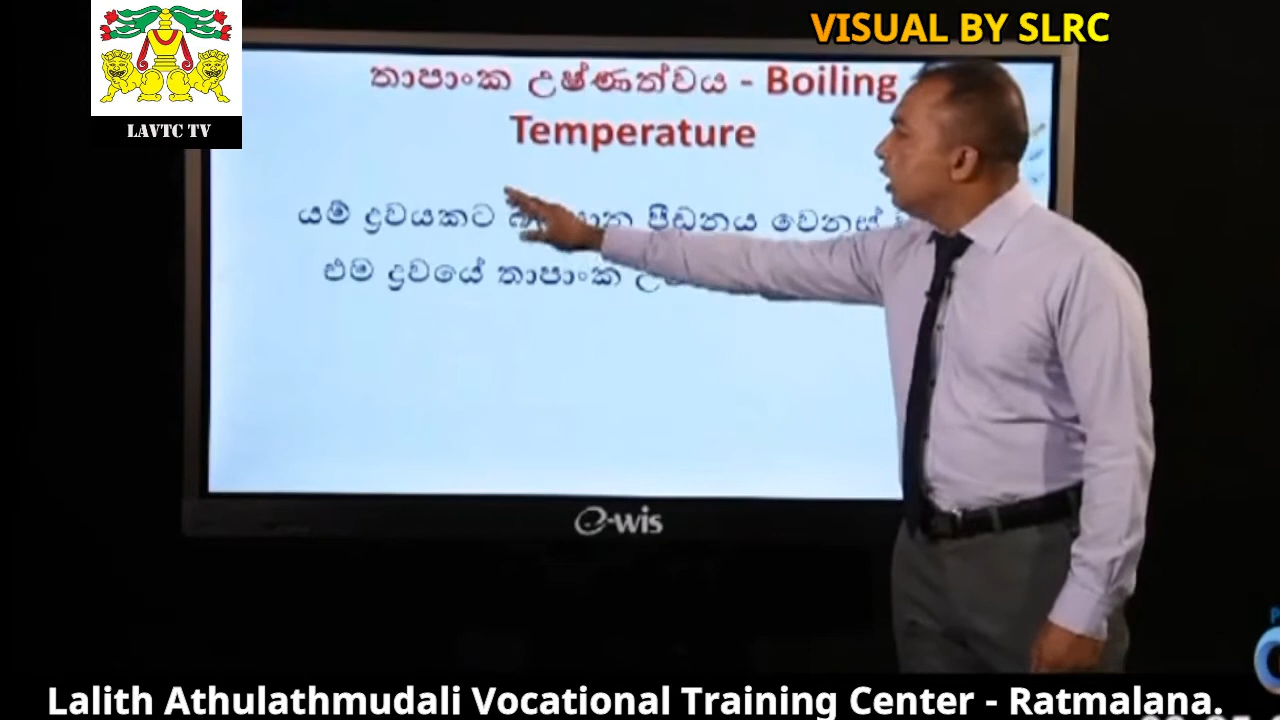 VISUAL BY SLRC
LAVTC TV
තාපාංක උෂ්ණත්වය - Boiling
Temperature
යම් ද්‍රවයකට පීඩනය වෙනස්
එම ද්‍රවයේ තාපාංක
e-wis
Lalith Athulathmudali Vocational Training Center - Ratmalana.